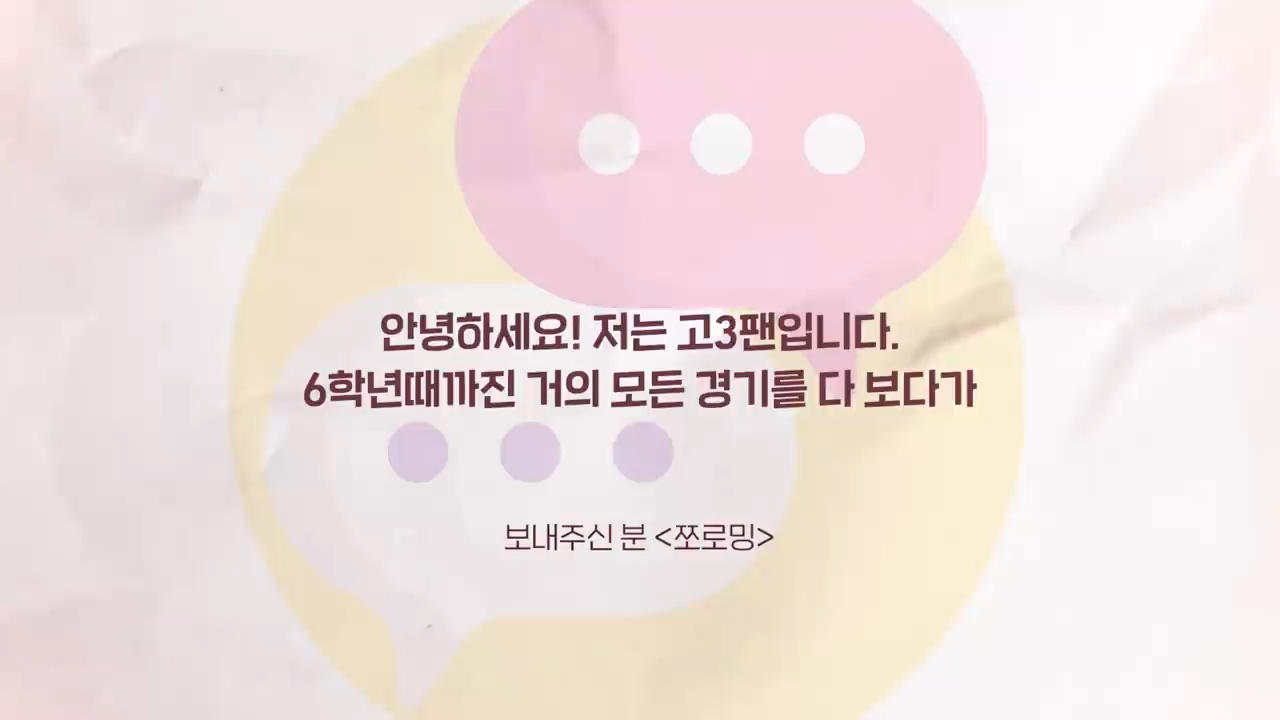 안녕하세요! 저는 고3팬입니다.
6학년때까진 거의 모든 경기를 다 보다가
보내주신 분 <쪼로밍>